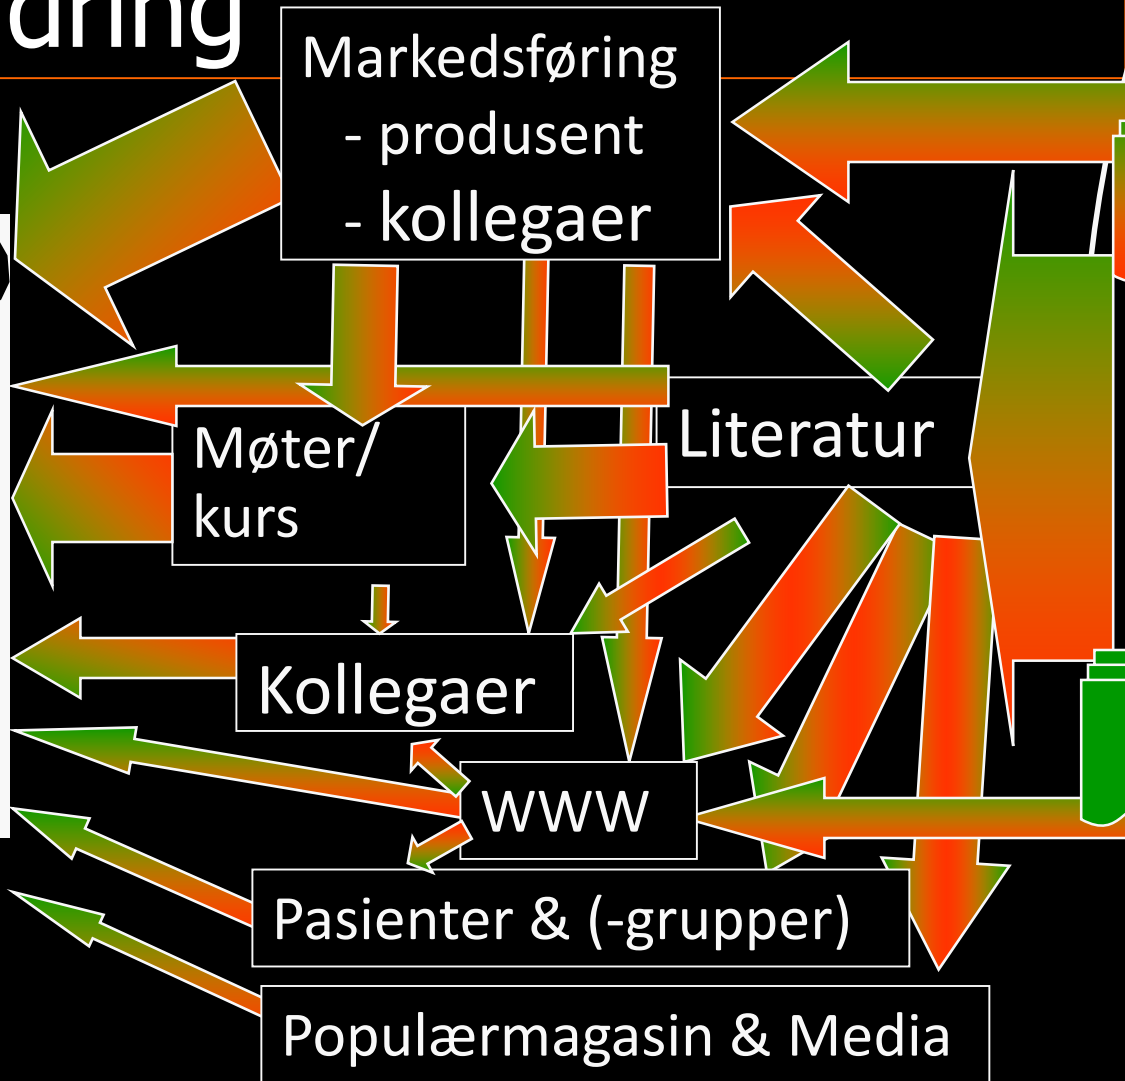 dring
Markedsføring
- produsent
- kollegaer
Literatur
Møter/
kurs
Kollegaer
WWW
Pasienter & (-grupper)
Populærmagasin & Media